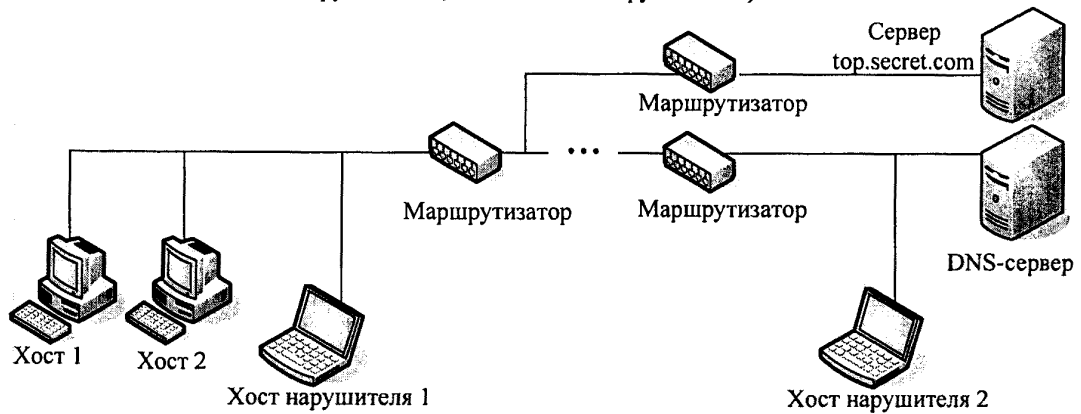 Сервер
top.secret.com
Маршрутизатор
Маршрутизатор
Маршрутизатор
DNS-сервер
Хост 1
Хост 2
Хост нарушителя 1
Хост нарушителя 2